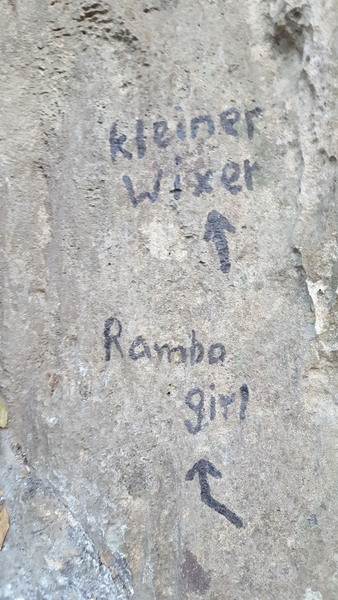 kleiner
Wixer
Ramba
girl